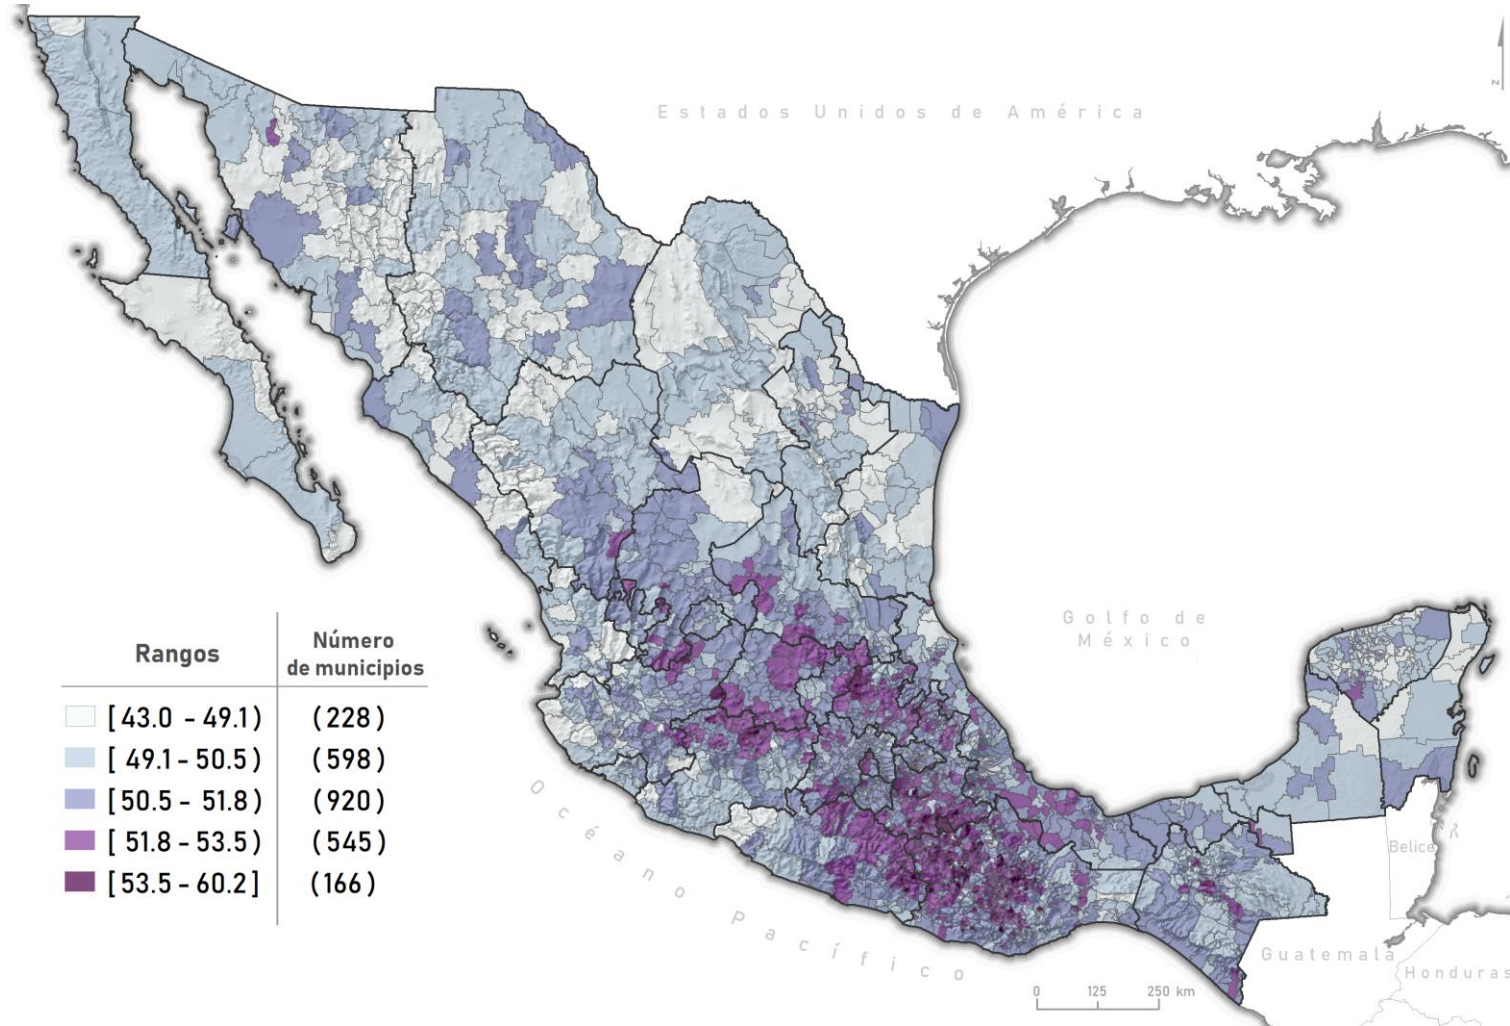 N
Estados Unidos de América
Golfo de
México
Rangos
Número
de municipios
[43.0 - 49.1) (228)
[49.1 - 50.5) (598)
[50.5 - 51.8) (920)
[51.8 - 53.5) (545)
[53.5 - 60.2] (166)
Océano Pacífico
Belice
Guatemala
Honduras
0 125 250 km